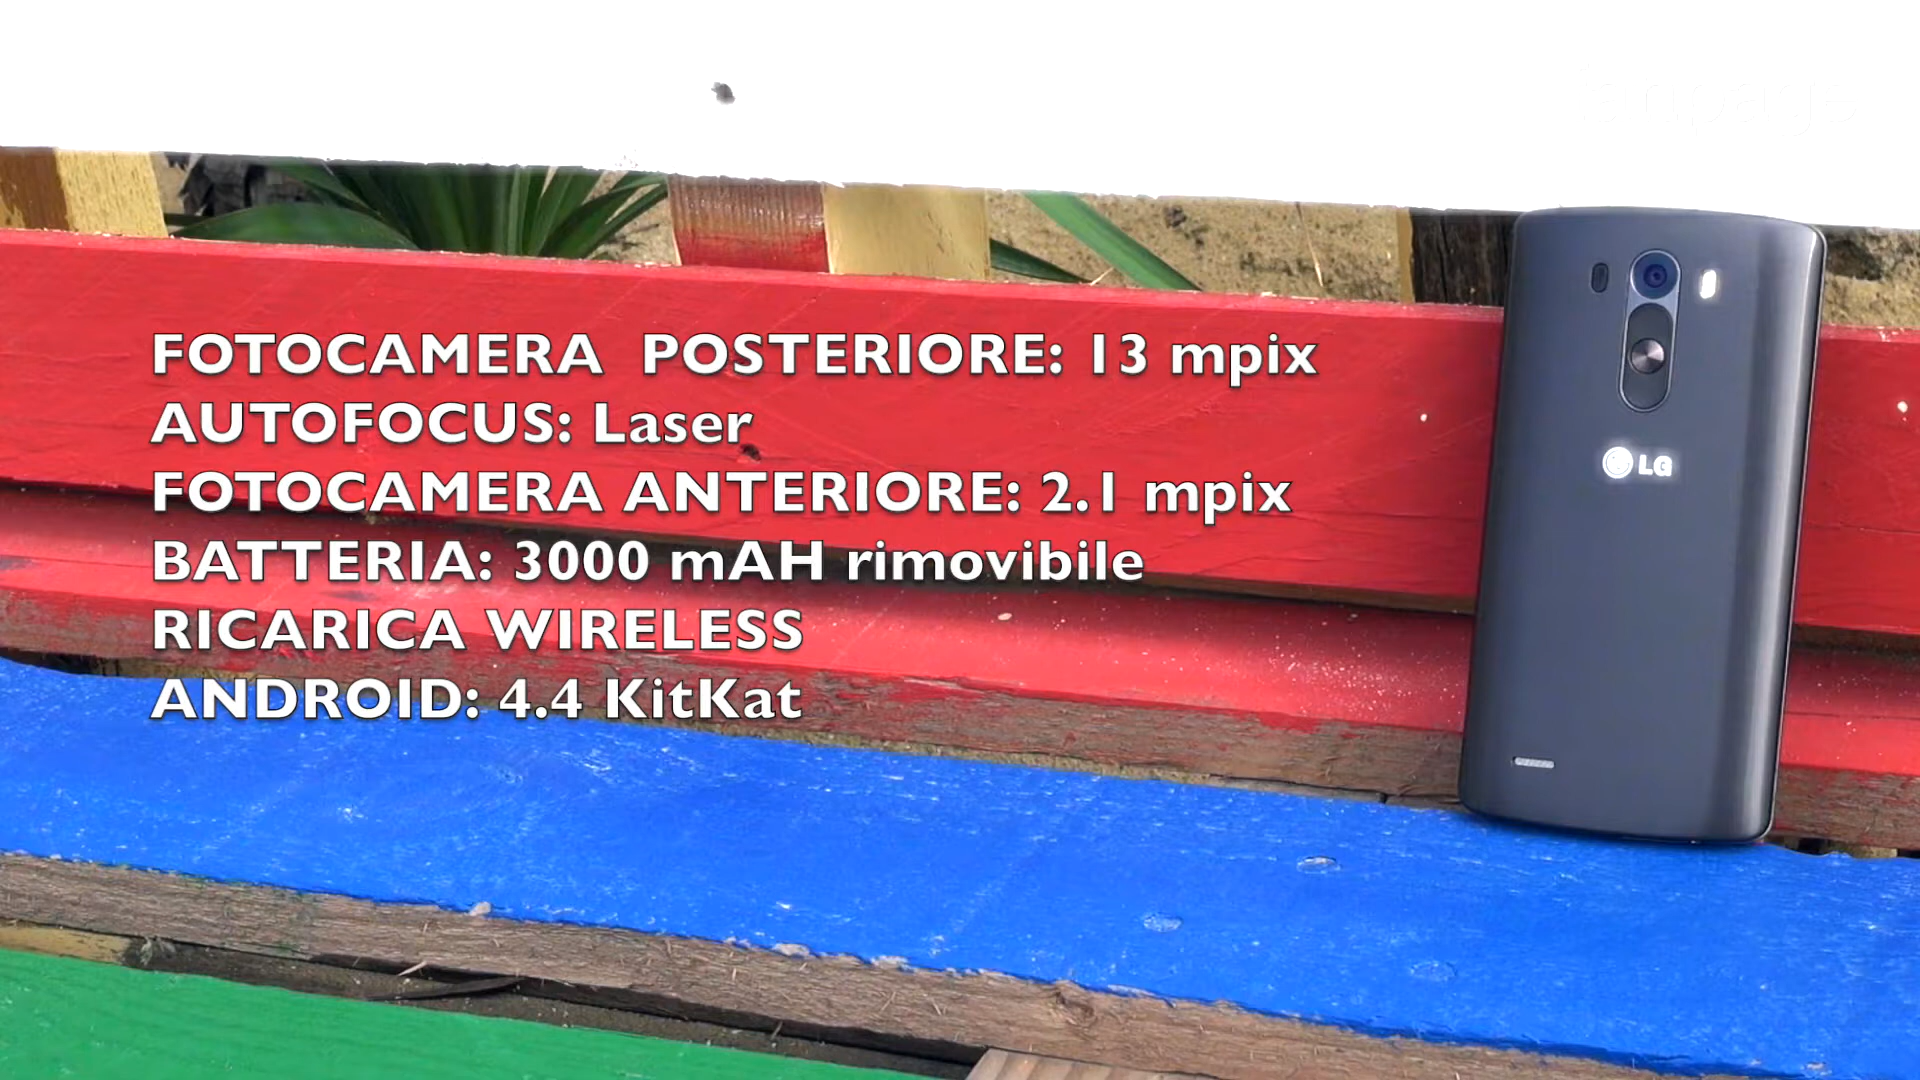 FOTOCAMERA POSTERIORE: 13 mpix
AUTOFOCUS: Laser
FOTOCAMERA ANTERIORE: 2.1 mpix
BATTERIA: 3000 mAH rimovibile
RICARICA WIRELESS
ANDROID: 4.4 KitKat
LG